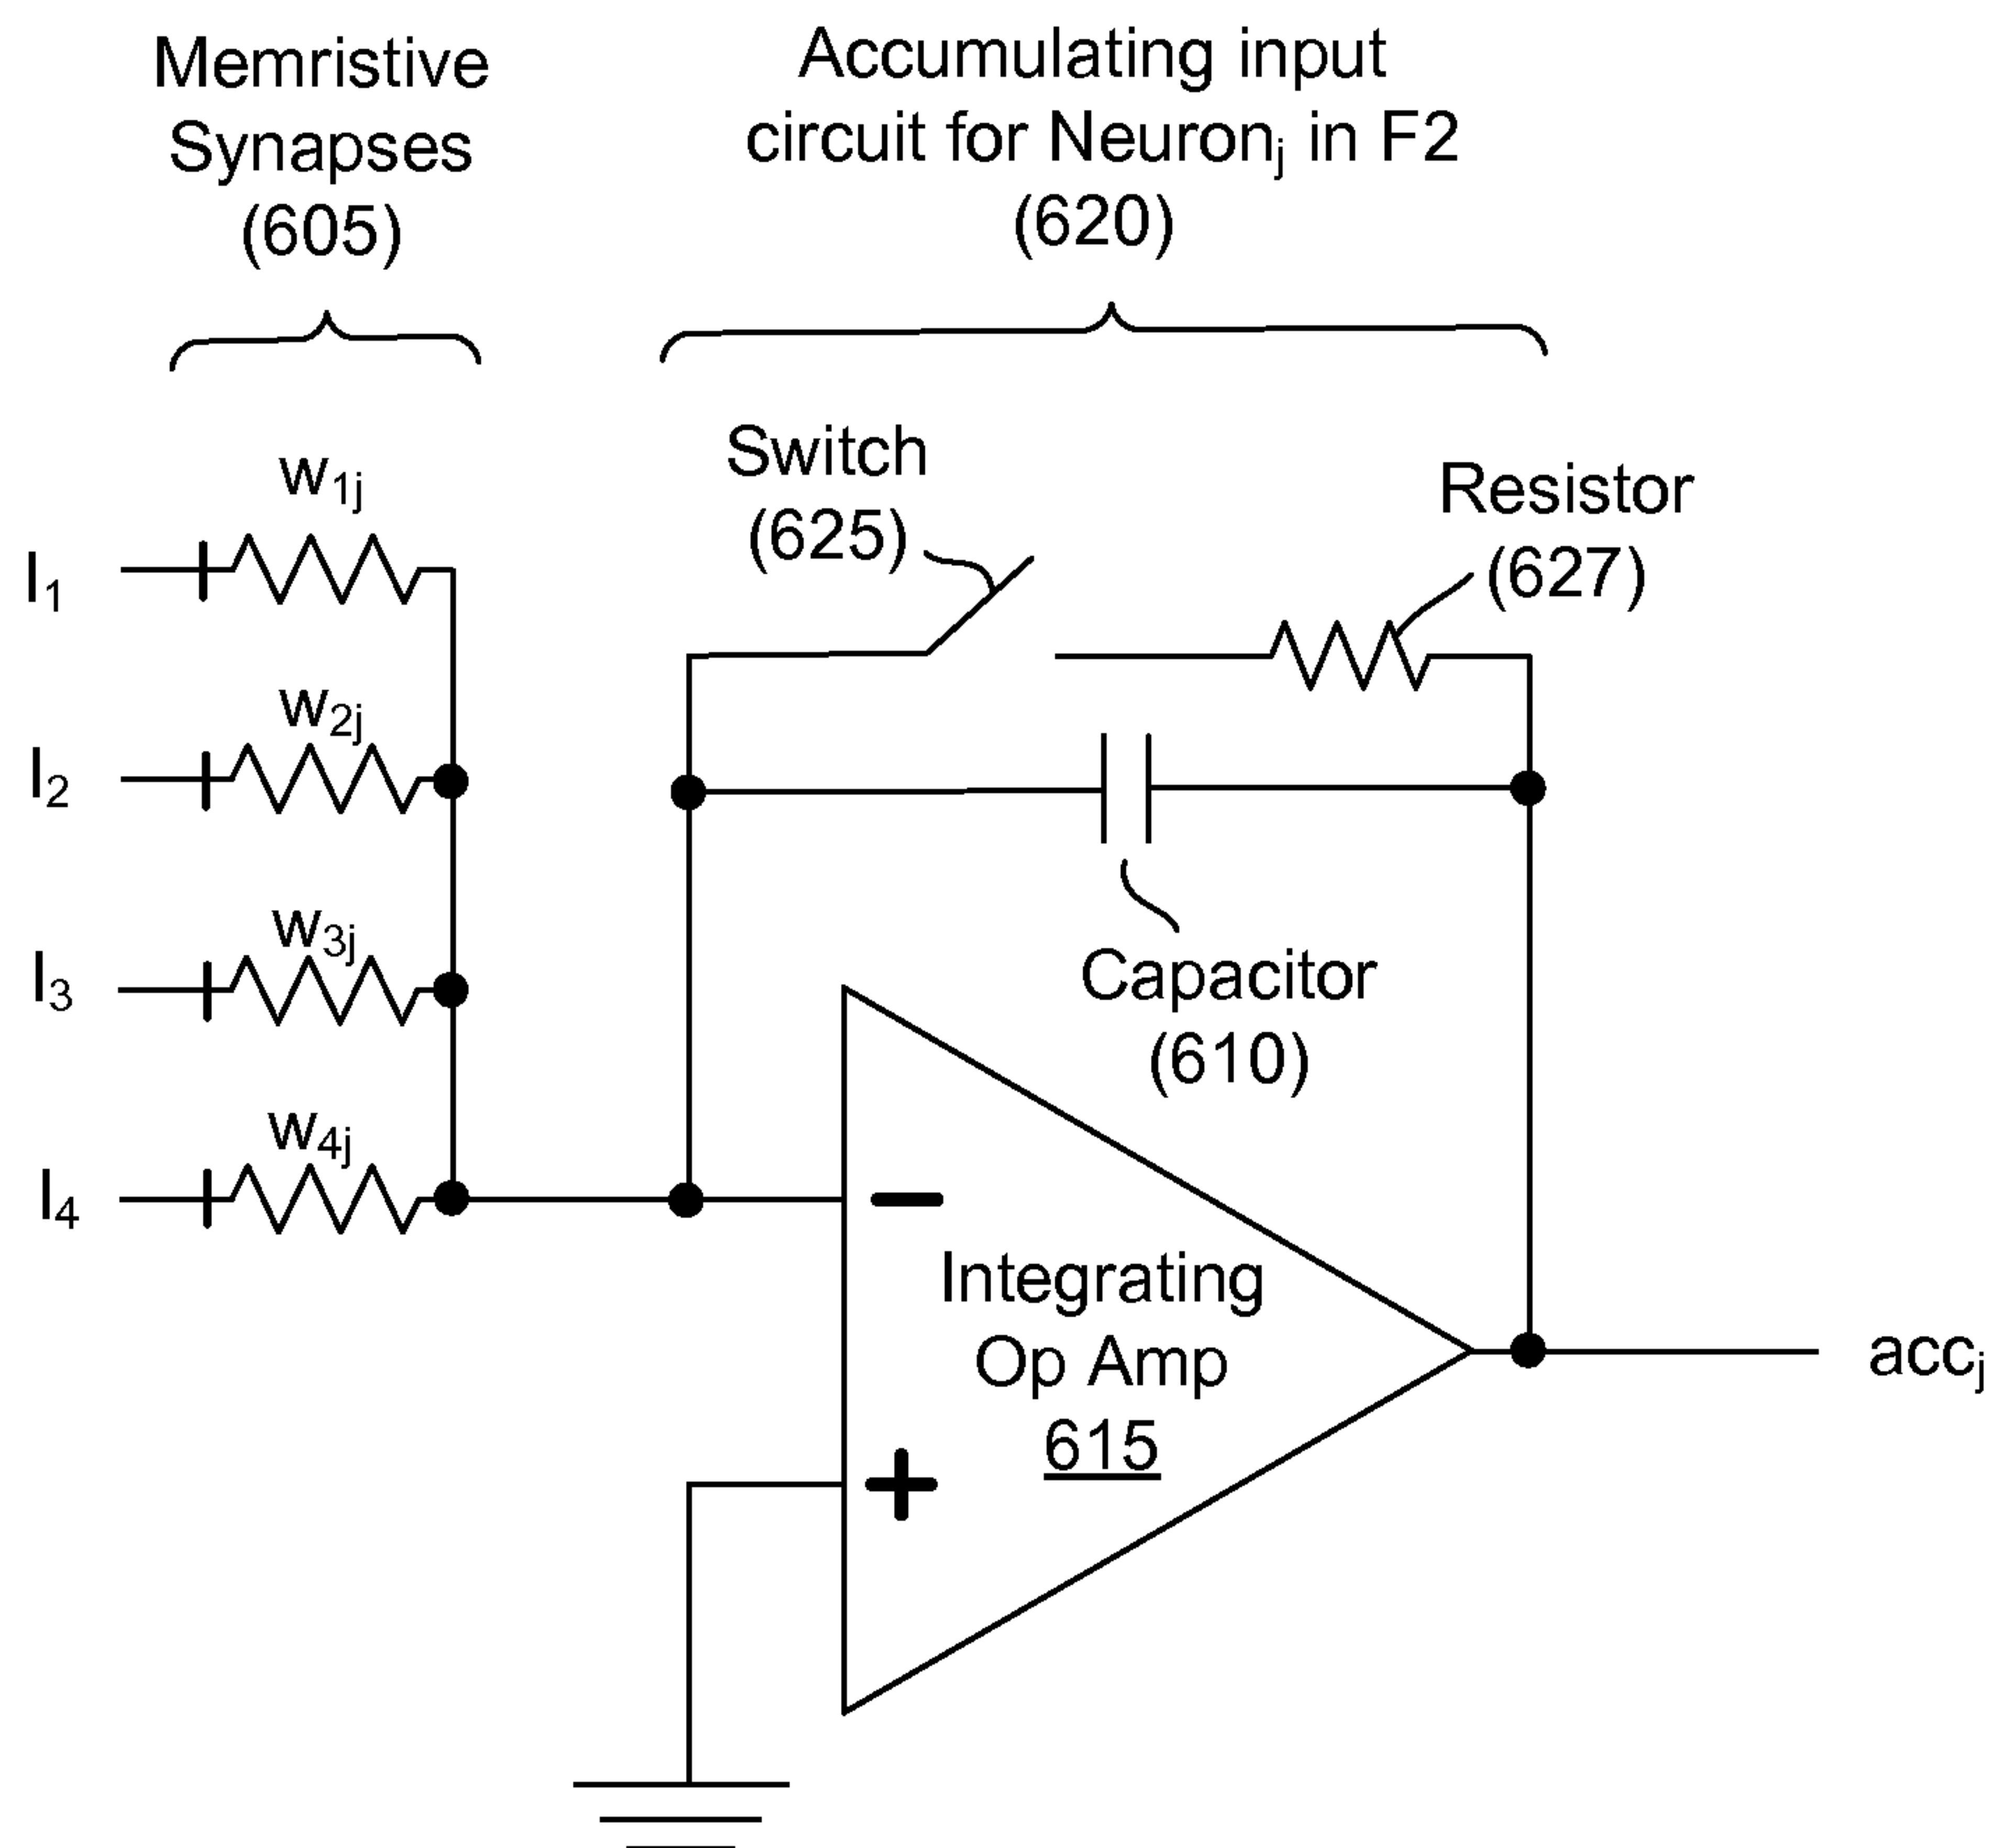 Memristive
Synapses
(605)
Accumulating input
circuit for Neuronj in F2
(620)
Switch
(625)
Resistor
(627)
w1j
I1
w2j
I2
w3j
I3
w4j
I4
Capacitor
(610)
−
Integrating
Op Amp
615
+
accj